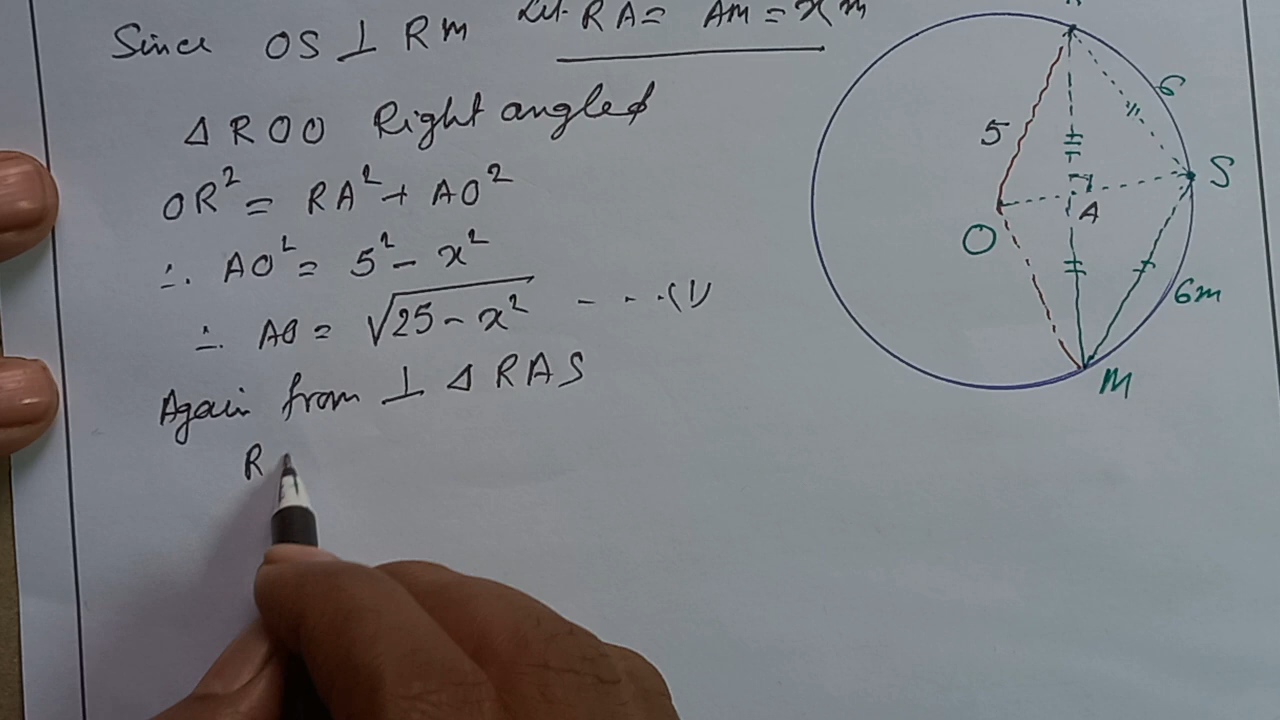 Since OS ⊥ RM Let RA = AM = x m
Δ ROO Right angled
OR² = RA² + AO²
∴ AO² = 5² - x²
∴ AO = √25 - x² - - - (1)
Again from ⊥ Δ RAS
R
5
6
S
A
O
6m
M